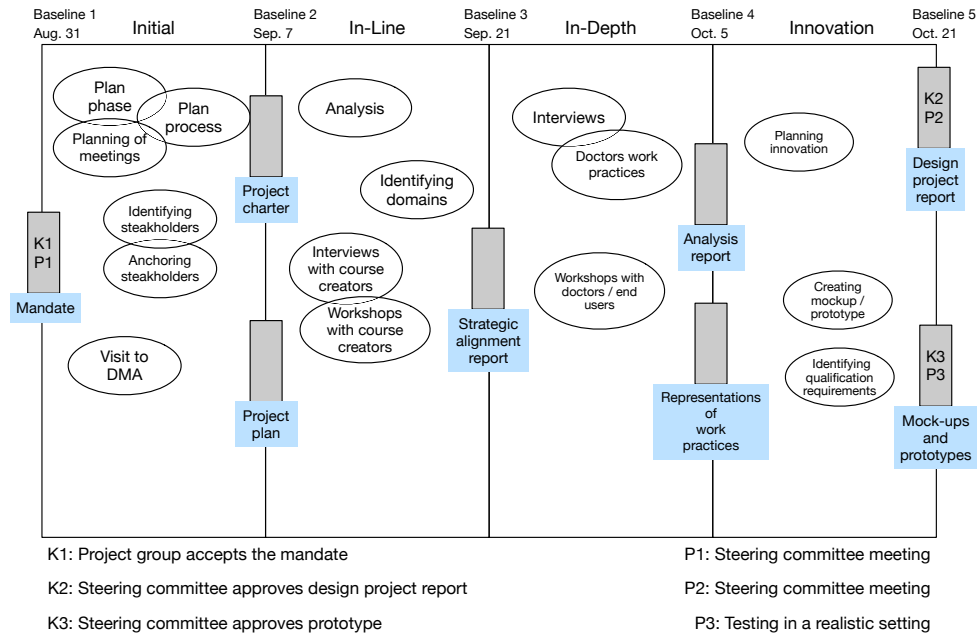 Baseline 1
Aug. 31
Initial
Baseline 2
Sep. 7
In-Line
Baseline 3
Sep. 21
In-Depth
Baseline 4
Oct. 5
Innovation
Baseline 5
Oct. 21
Plan
phase
Plan
process
Planning of
meetings
Identifying
steakholders
Anchoring
steakholders
Visit to
DMA
K1
P1
Mandate
Project
charter
Project
plan
Analysis
Identifying
domains
Interviews
with course
creators
Workshops
with course
creators
Strategic
alignment
report
Interviews
Doctors work
practices
Workshops with
doctors / end
users
Analysis
report
Representations
of
work
practices
Planning
innovation
Creating
mockup /
prototype
Identifying
qualification
requirements
K2
P2
Design
project
report
K3
P3
Mock-ups
and
prototypes
K1: Project group accepts the mandate
K2: Steering committee approves design project report
K3: Steering committee approves prototype
P1: Steering committee meeting
P2: Steering committee meeting
P3: Testing in a realistic setting